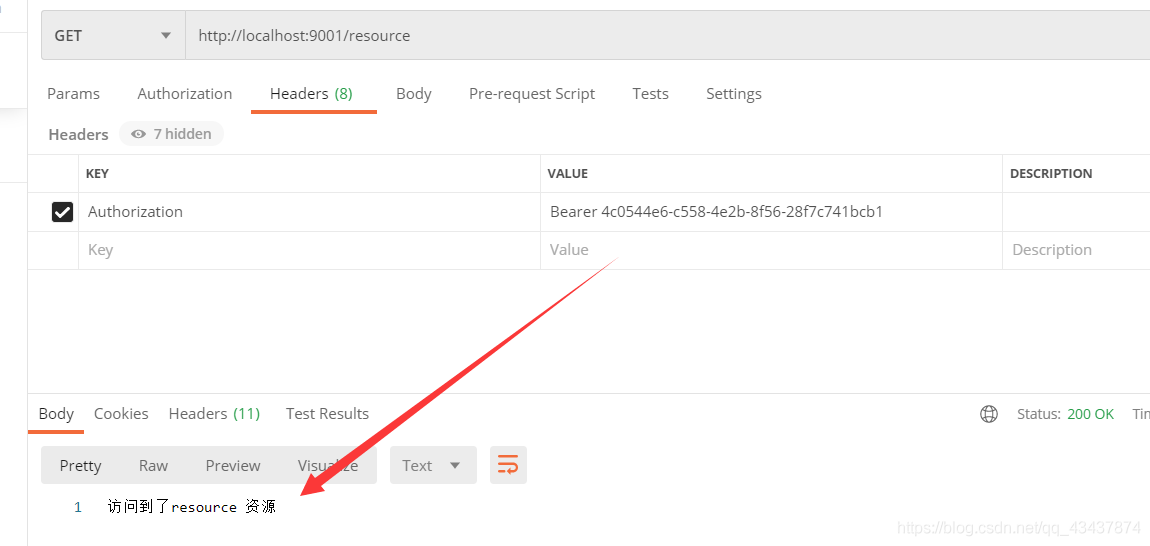 GET http://localhost:9001/resource
Params Authorization Headers (8) Body Pre-request Script Tests Settings
Headers 7 hidden
KEY VALUE DESCRIPTION
Authorization Bearer 4c0544e6-c558-4e2b-8f56-28f7c741bcb1
Key Value Description
Body Cookies Headers (11) Test Results Status: 200 OK Tin
Pretty Raw Preview Visualize Text
1 访问到了resource 资源
https://blog.csdn.net/qq_43437874